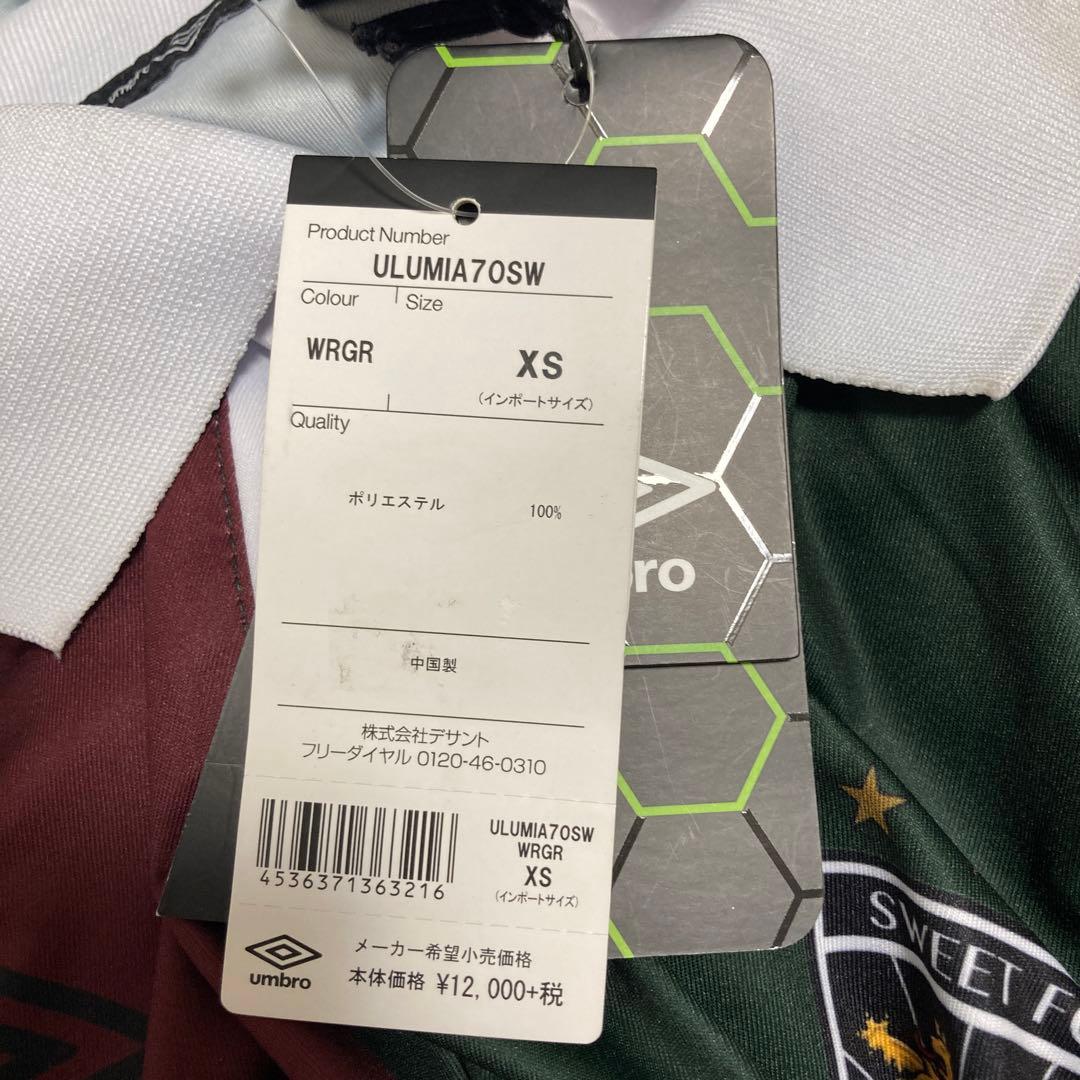 Product Number
ULUMIA70SW
Colour Size
WRGR XS
(インポートサイズ)
Quality
ポリエステル 100%
中国製
株式会社デサント
フリーダイヤル 0120-46-0310
ULUMIA70SW
WRGR
XS
(インポートサイズ)
4536371363216
umbro
メーカー希望小売価格
本体価格 ¥12,000+税
bro
SWEET FO